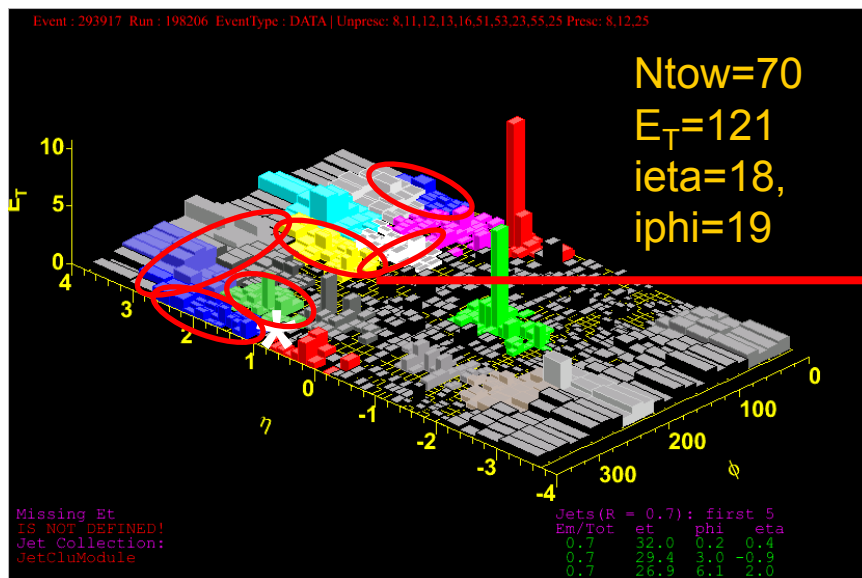 Event : 293917 Run : 198206 EventType : DATA | Unpresc: 8,11,12,13,16,51,53,23,55,25 Presc: 8,12,25
Ntow=70
ET=121
ieta=18,
iphi=19
10
5
0
ET
4
3
2
1
0
-1
-2
-3
-4
η
0
100
200
300
ϕ
Missing Et
IS NOT DEFINED!
Jet Collection:
JetCluModule
Jets(R = 0.7): first 5
Em/Tot et phi eta
0.7 32.0 0.2 0.4
0.7 29.4 3.0 -0.9
0.7 26.9 6.1 2.0